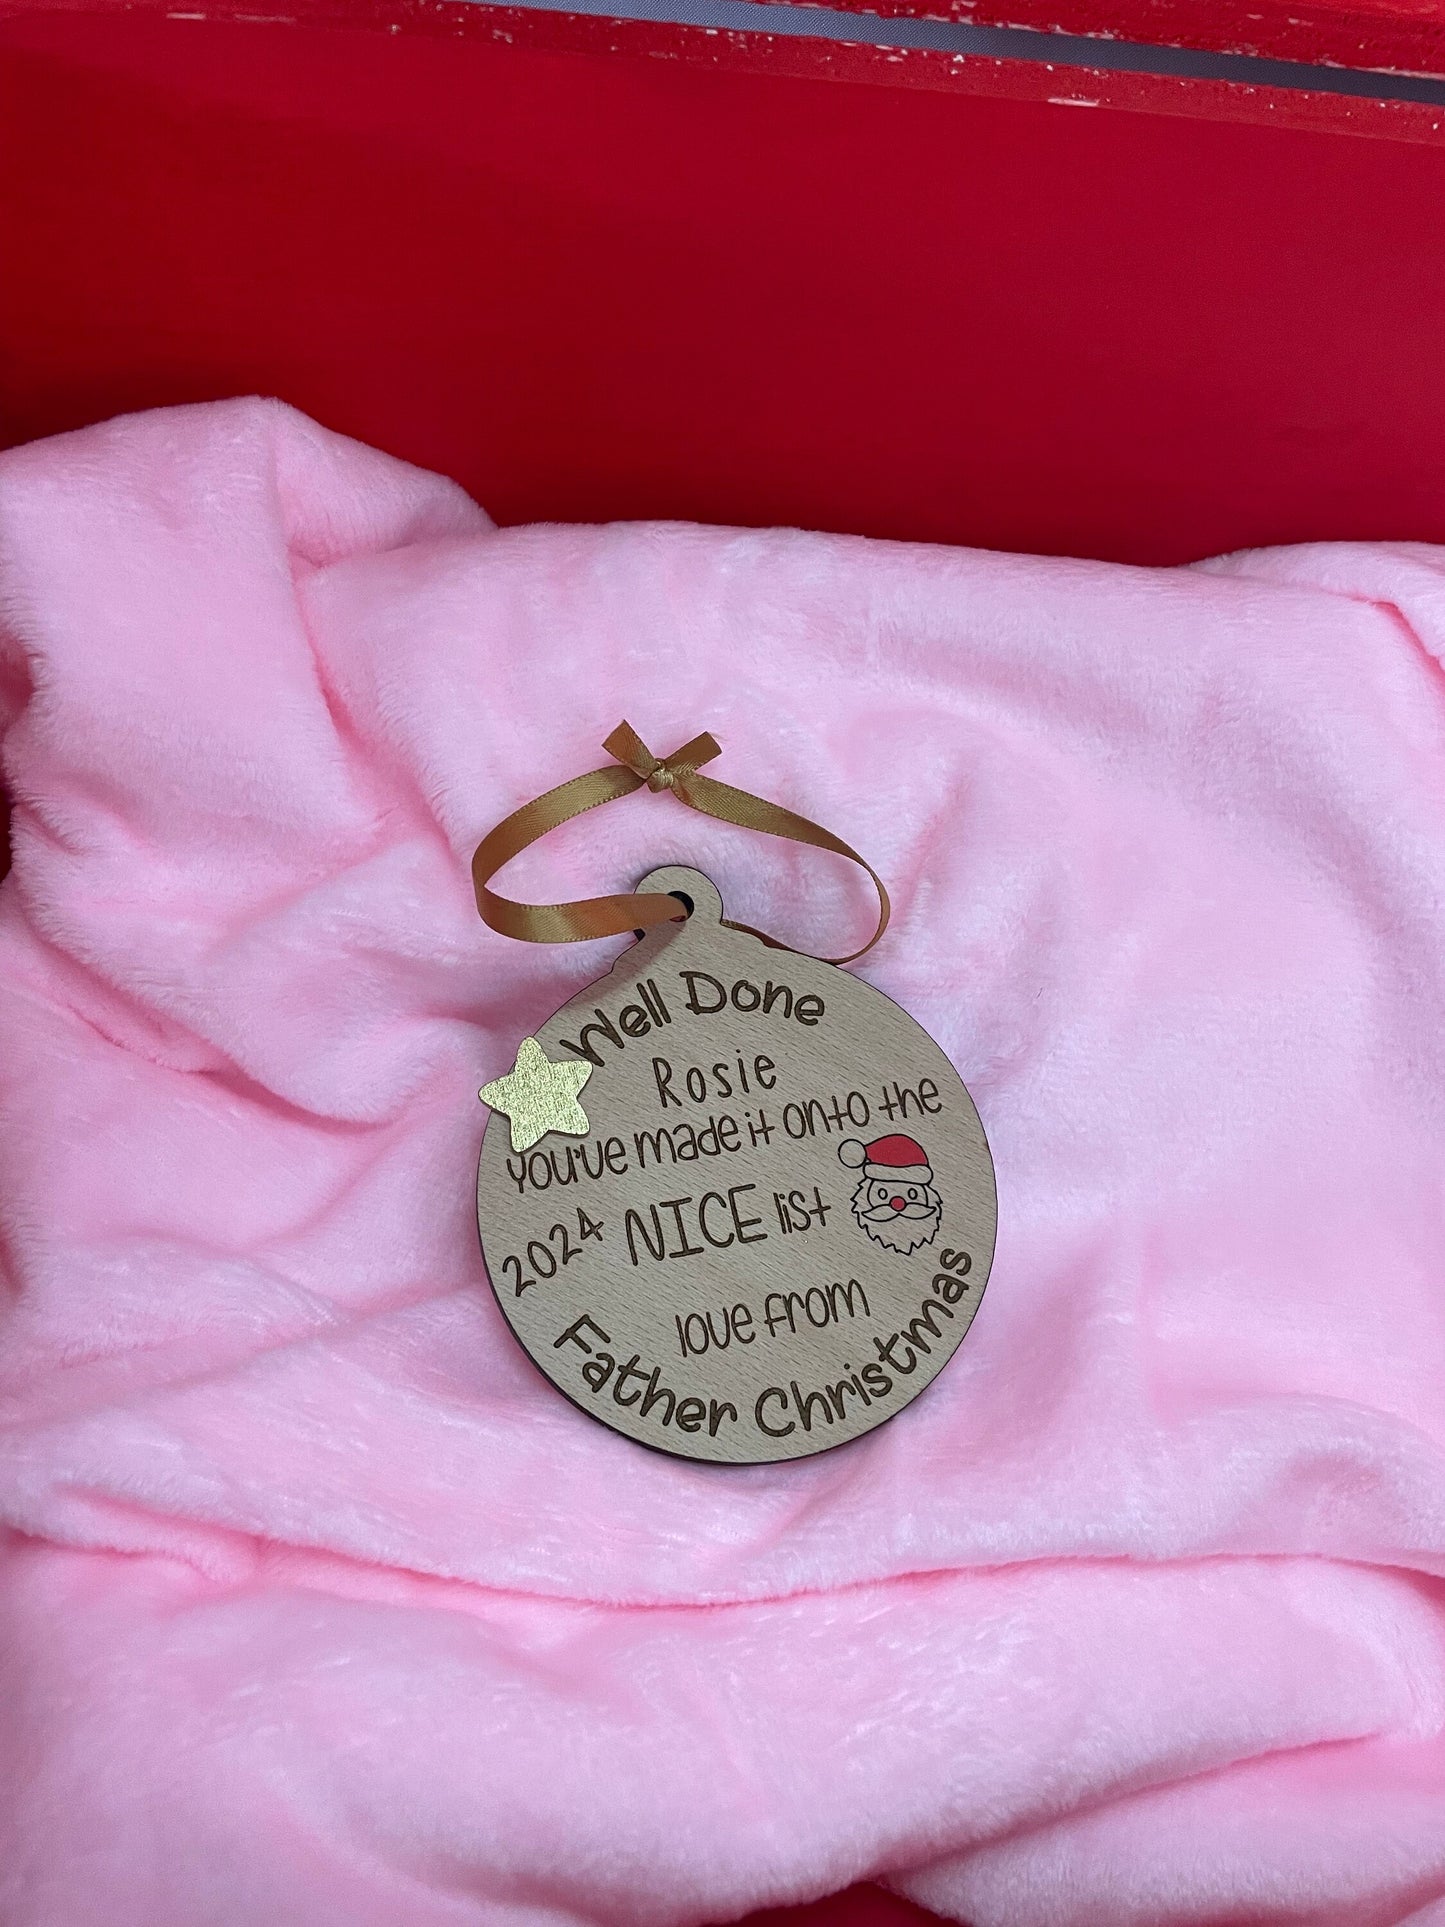 Well Done
Rosie
You've made it onto the
2024 NICE list
love from
Father Christmas